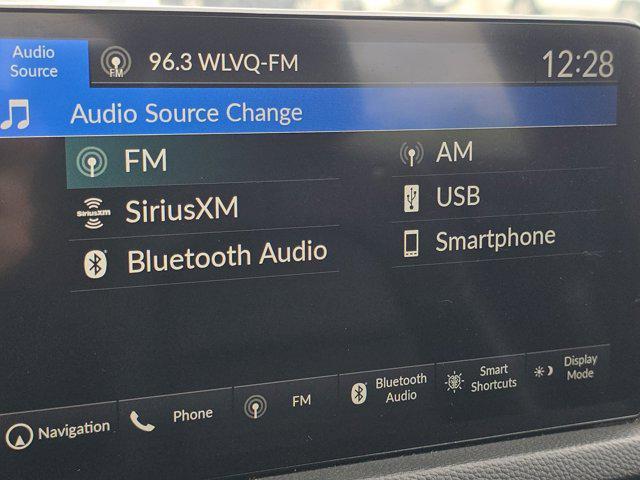 Audio
Source
FM
96.3 WLVQ-FM
12:28
Audio Source Change
FM
AM
SiriusXM
SiriusXM
USB
Bluetooth Audio
Smartphone
Navigation
Phone
FM
Bluetooth
Audio
Smart
Shortcuts
Display
Mode